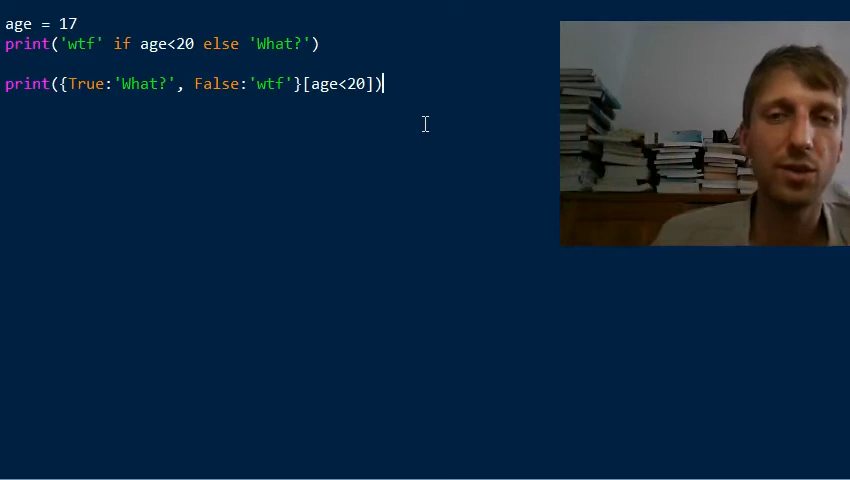 age = 17
print('wtf' if age<20 else 'What?')
print({True:'What?', False:'wtf'}[age<20])